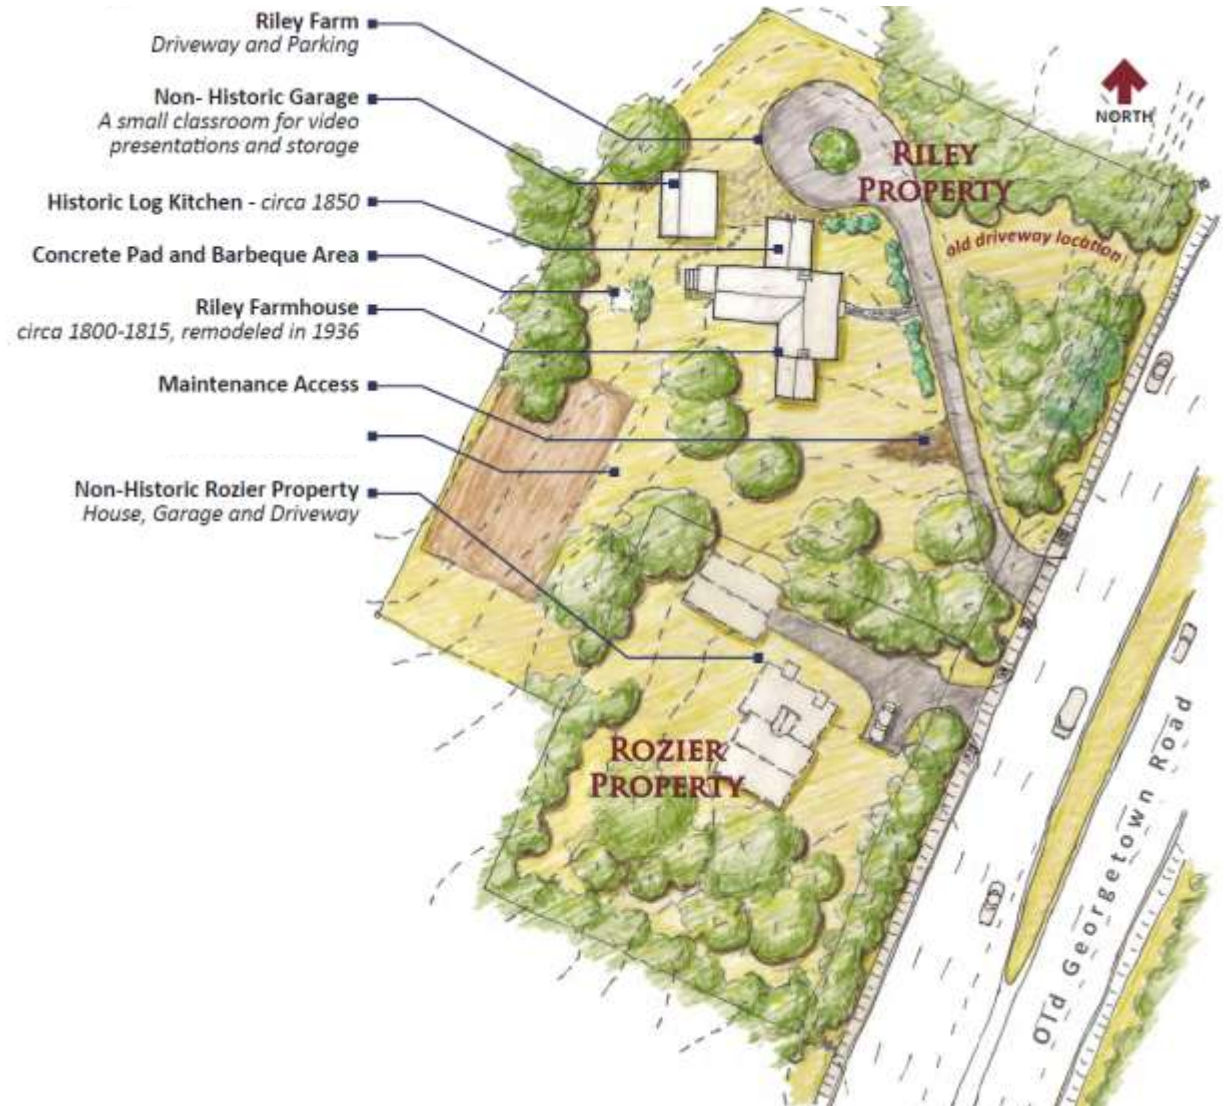 Riley Farm
Driveway and Parking
Non- Historic Garage
A small classroom for video
presentations and storage
Historic Log Kitchen - circa 1850
Concrete Pad and Barbeque Area
Riley Farmhouse
circa 1800-1815, remodeled in 1936
Maintenance Access
Non-Historic Rozier Property
House, Garage and Driveway
NORTH
RILEY
PROPERTY
old driveway location
ROZIER
PROPERTY
Old Georgetown Road